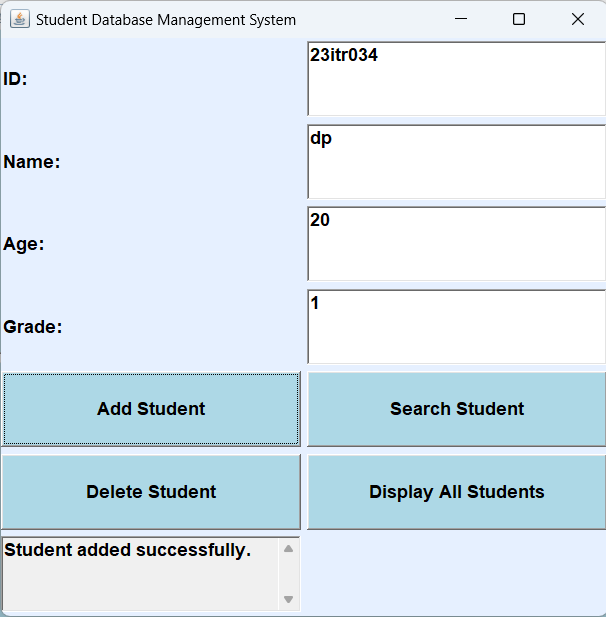 Student Database Management System
ID:
23itr034
Name:
dp
Age:
20
Grade:
1
Add Student
Search Student
Delete Student
Display All Students
Student added successfully.